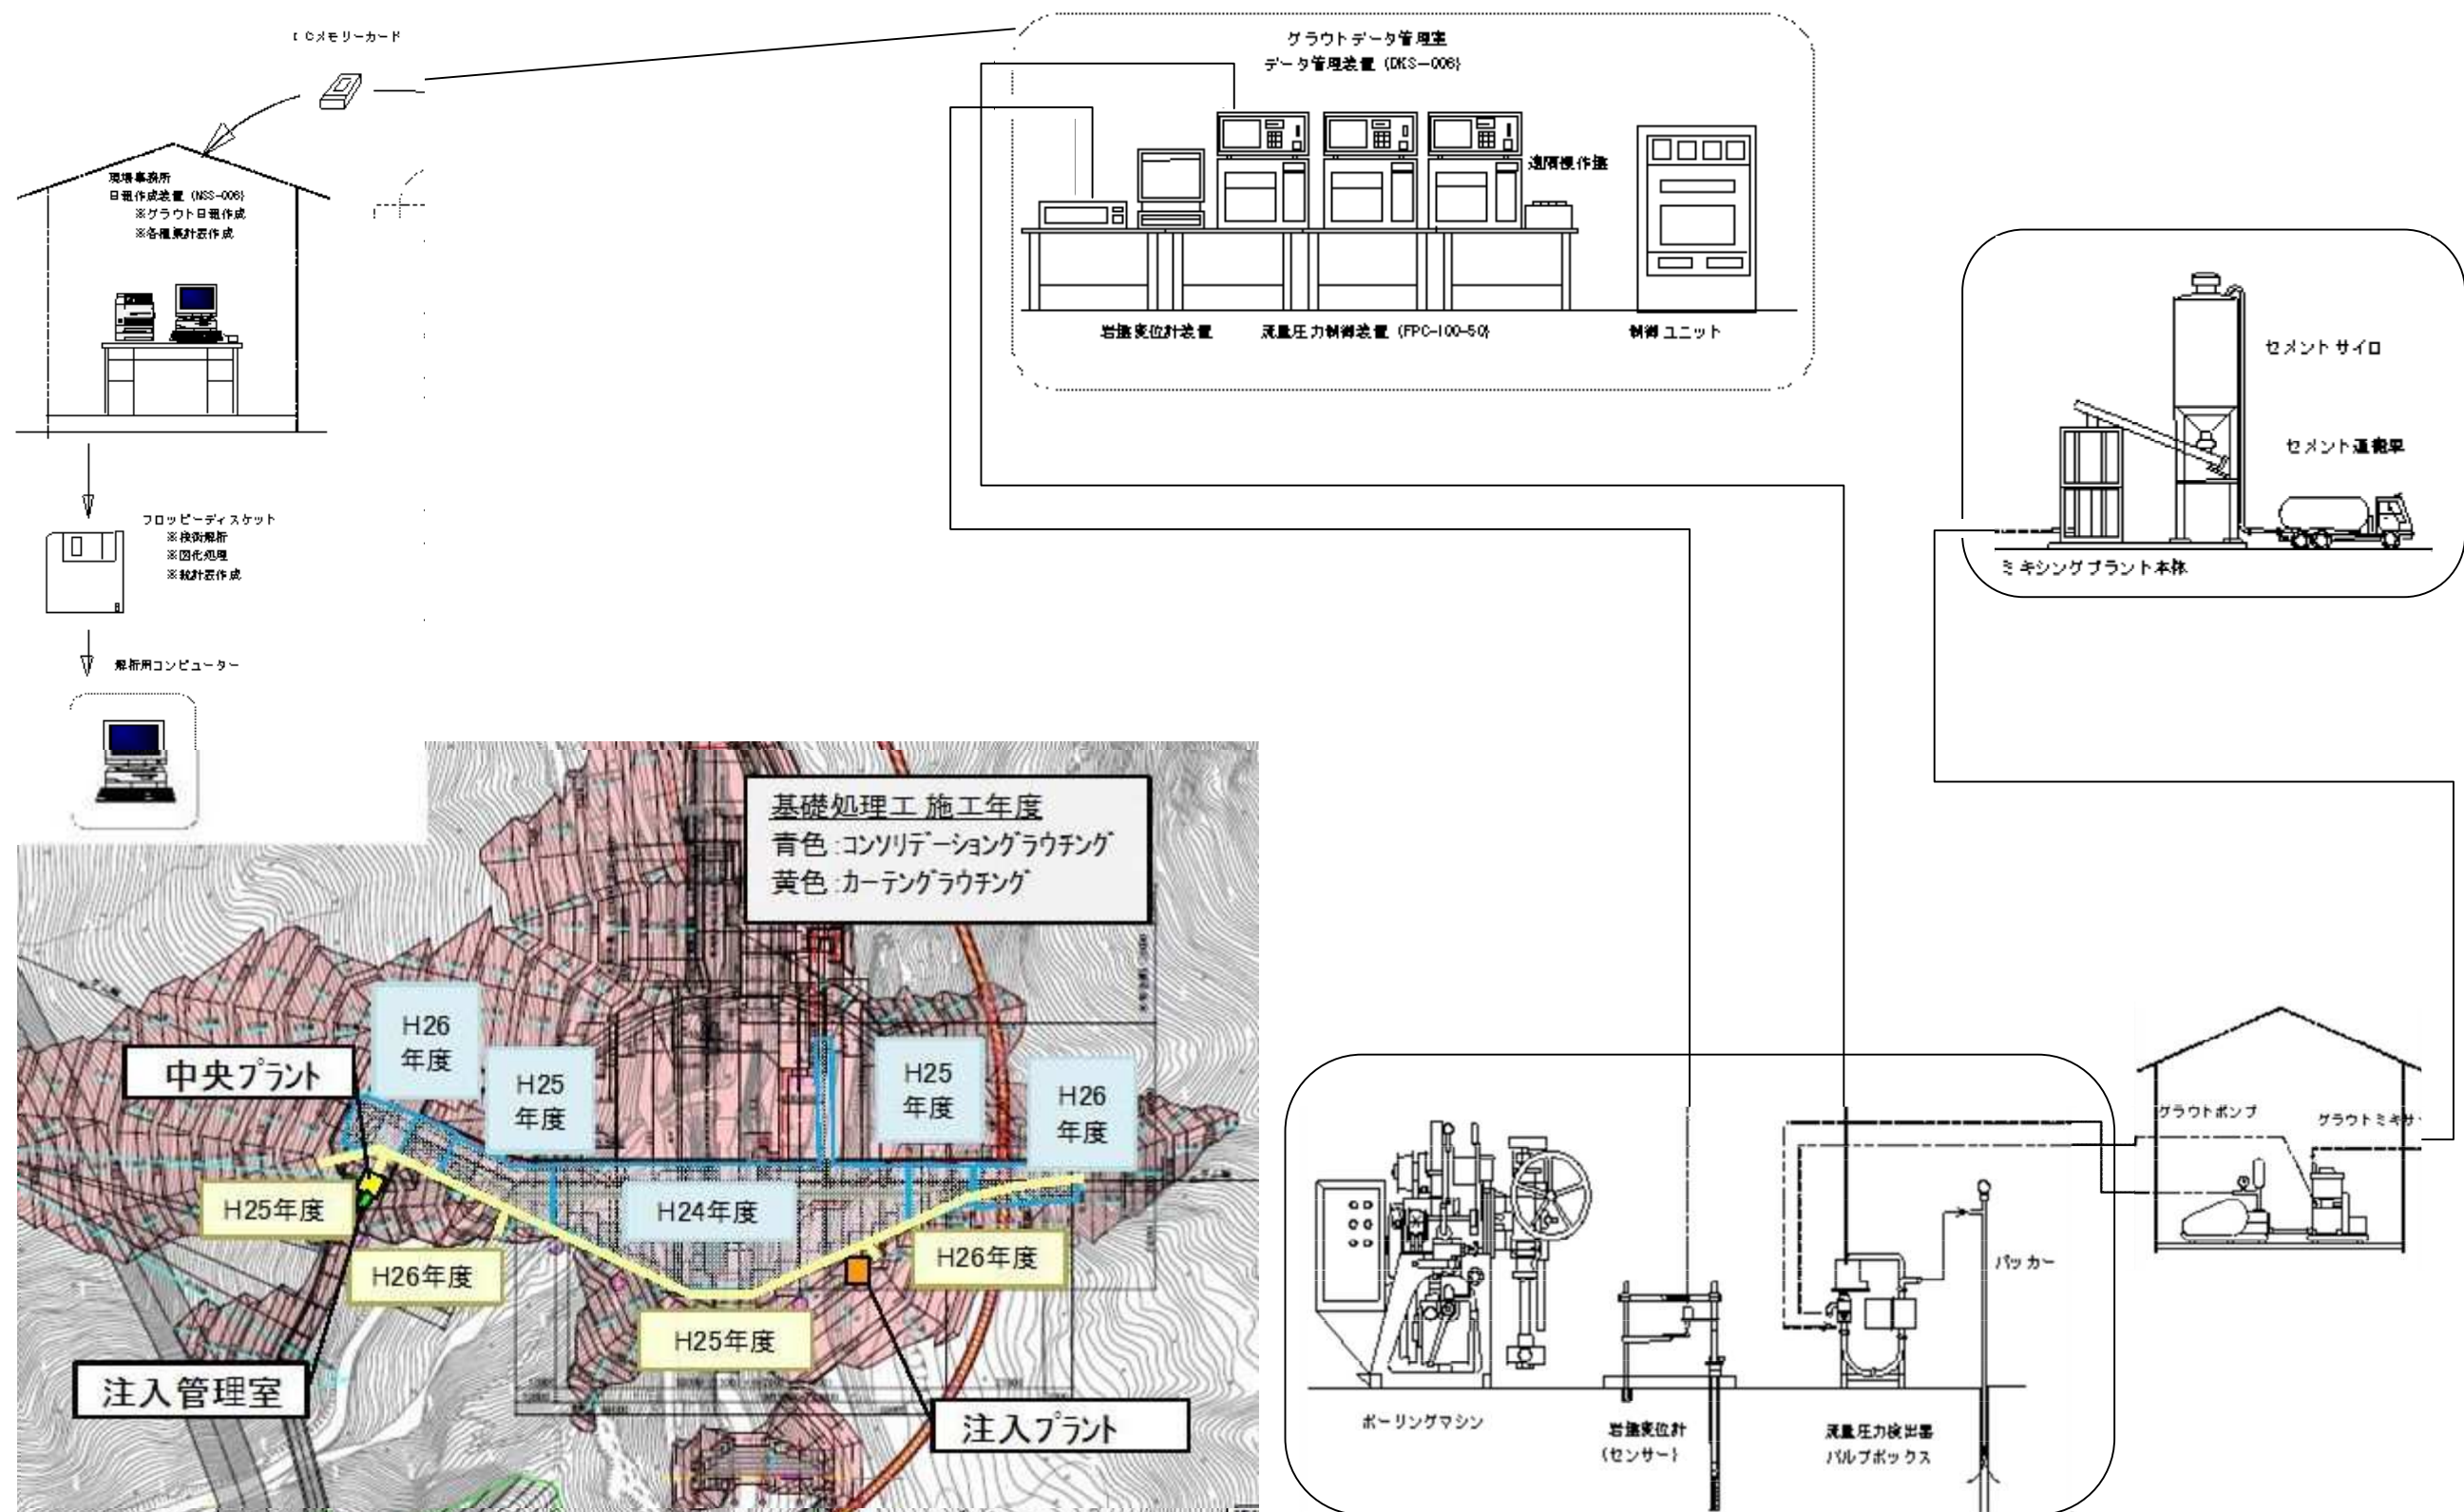 ICメモリーカード
グラウトデータ管理室
データ管理装置 (DKS-006)
遠隔操作盤
岩盤変位計装置
流量圧力制御装置 (FPC-100-50)
制御ユニット
現場事務所
日報作成装置 (NSS-006)
※グラウト日報作成
※各種集計表作成
フロッピーディスケット
※技術解析
※図化処理
※統計表作成
解析用コンピューター
セメントサイロ
セメント運搬車
ミキシングプラント本体
基礎処理工 施工年度
青色:コンソリデーショングラウチング
黄色:カーテングラウチング
H26
年度
H25
年度
H25
年度
H26
年度
中央プラント
H25年度
H24年度
H26年度
H26年度
H25年度
注入管理室
注入プラント
グラウトポンプ
グラウトミキサ
パッカー
ボーリングマシン
岩盤変位計
(センサー)
流量圧力検出器
バルブボックス